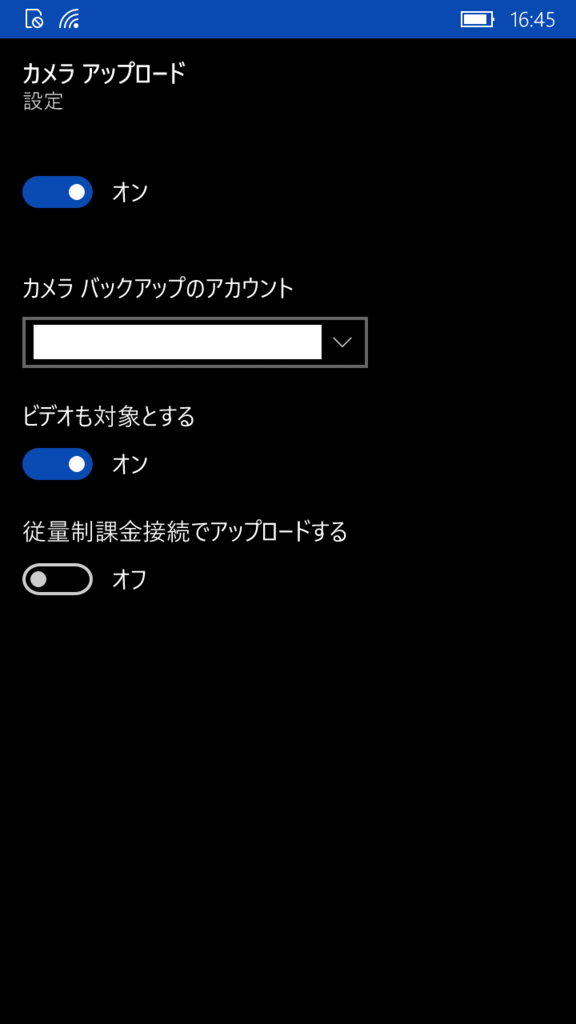 16:45
カメラ アップロード
設定
オン
カメラ バックアップのアカウント
ビデオも対象とする
オン
従量制課金接続でアップロードする
オフ